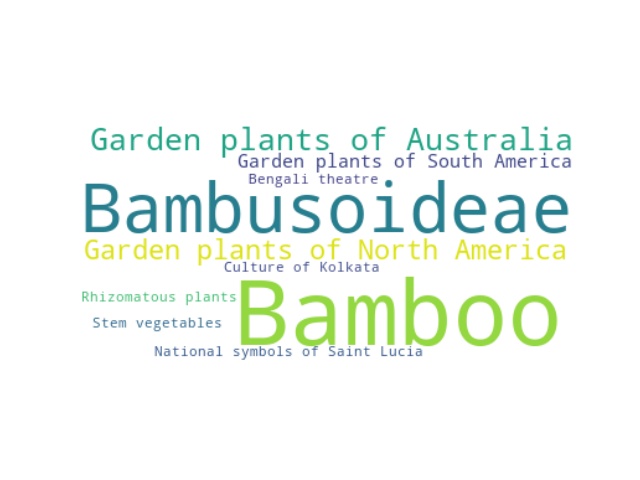 Garden plants of Australia
Garden plants of South America
Bengali theatre
Bambusoideae
Garden plants of North America
Culture of Kolkata
Rhizomatous plants
Bamboo
Stem vegetables
National symbols of Saint Lucia